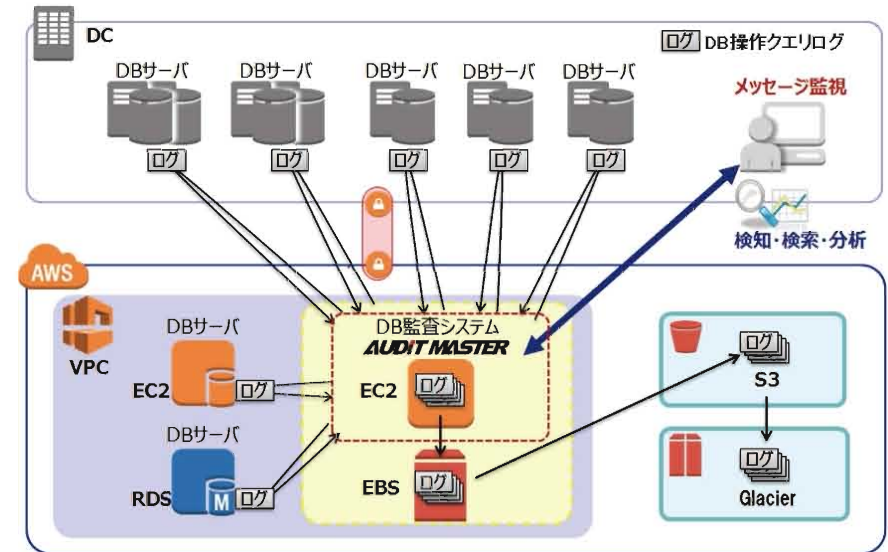 DC
ログ DB操作クエリログ
DBサーバ
DBサーバ
DBサーバ
DBサーバ
DBサーバ
メッセージ監視
ログ
ログ
ログ
ログ
ログ
検知・検索・分析
AWS
VPC
DBサーバ
EC2
ログ
DBサーバ
RDS
M
ログ
DB監査システム
AUDIT MASTER
EC2
ログ
EBS
ログ
ログ
S3
ログ
Glacier